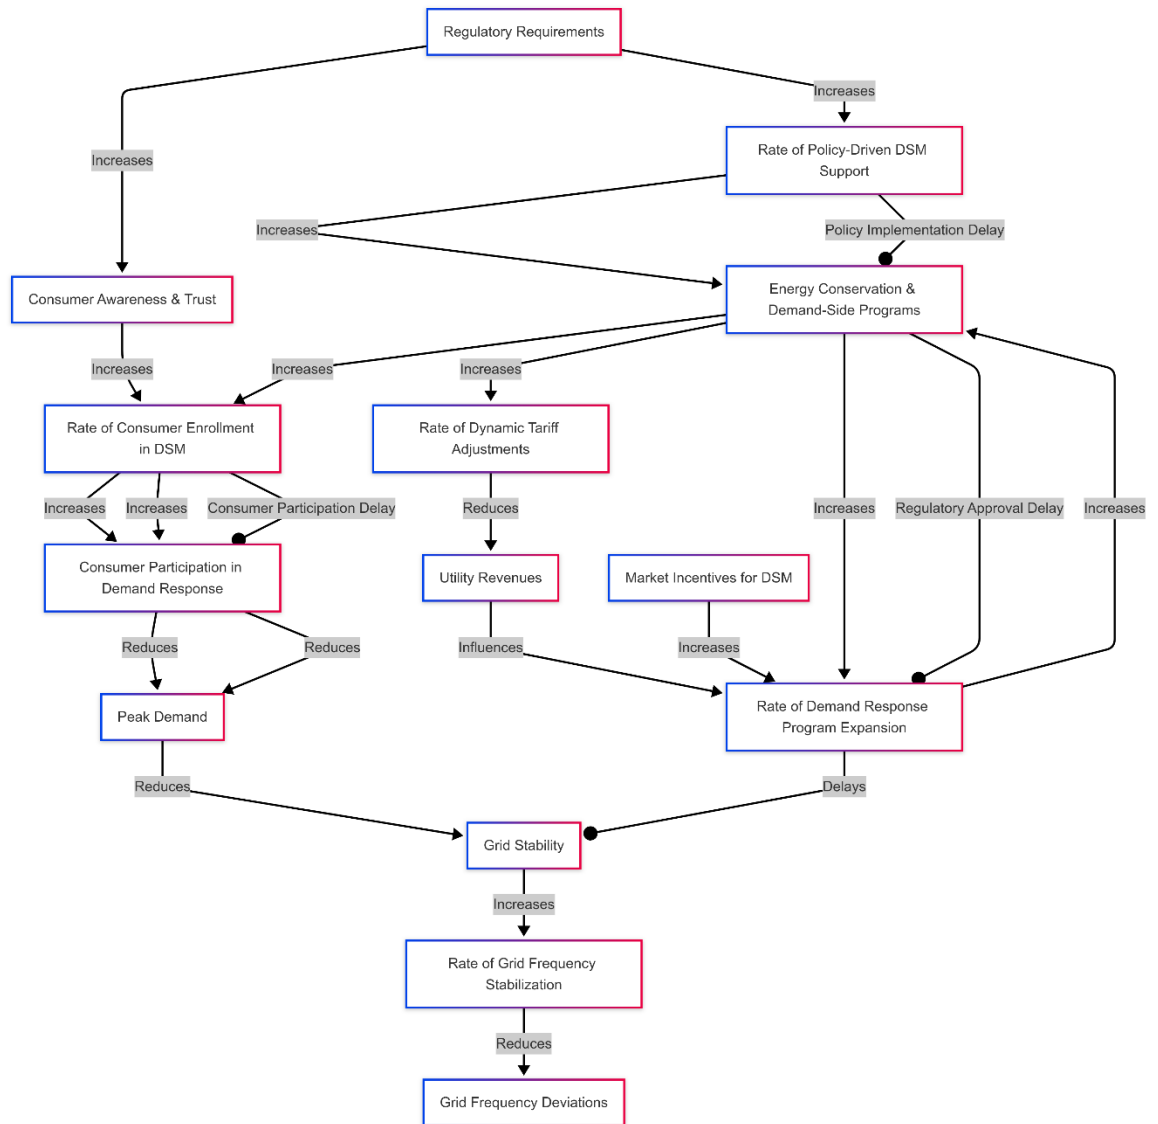 Regulatory Requirements
Increases
Increases
Rate of Policy-Driven DSM
Support
Increases
Policy Implementation Delay
Consumer Awareness & Trust
Energy Conservation &
Demand-Side Programs
Increases
Increases
Increases
Rate of Consumer Enrollment
in DSM
Rate of Dynamic Tariff
Adjustments
Increases
Increases
Consumer Participation Delay
Reduces
Increases
Regulatory Approval Delay
Increases
Consumer Participation in
Demand Response
Utility Revenues
Market Incentives for DSM
Reduces
Reduces
Influences
Increases
Peak Demand
Rate of Demand Response
Program Expansion
Reduces
Delays
Grid Stability
Increases
Rate of Grid Frequency
Stabilization
Reduces
Grid Frequency Deviations